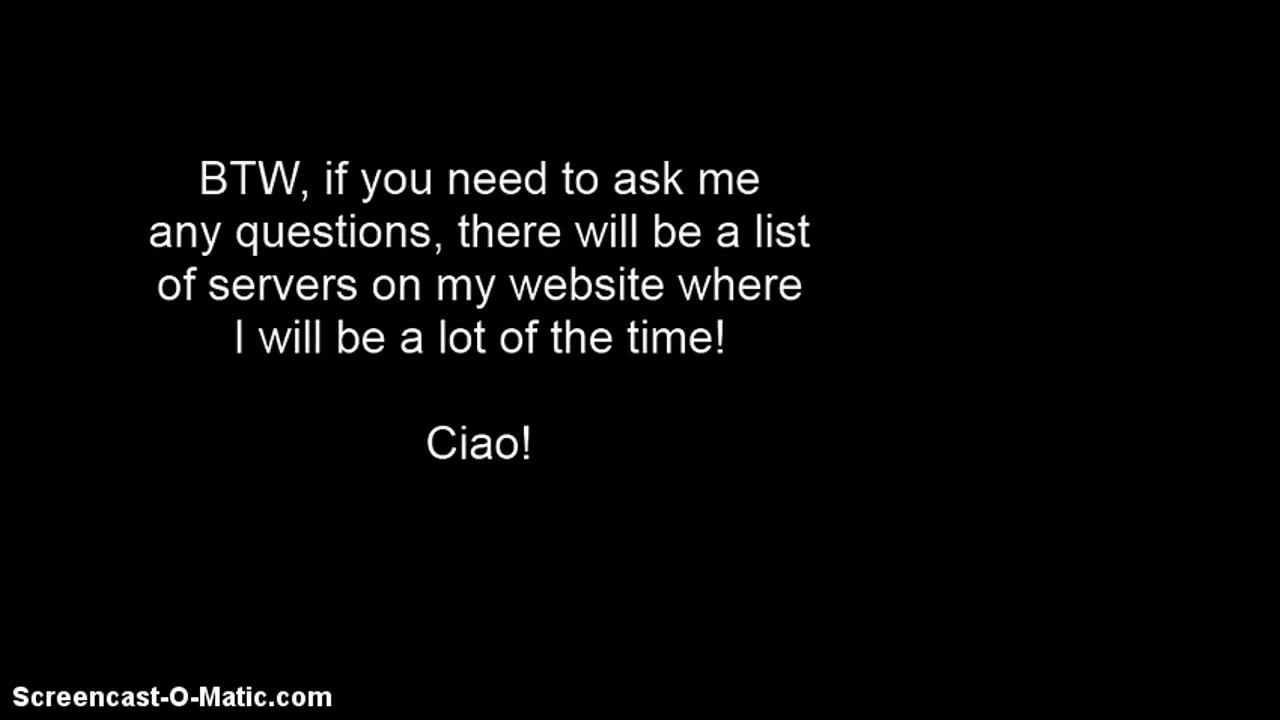 BTW, if you need to ask me
any questions, there will be a list
of servers on my website where
I will be a lot of the time!
Ciao!
Screencast-O-Matic.com